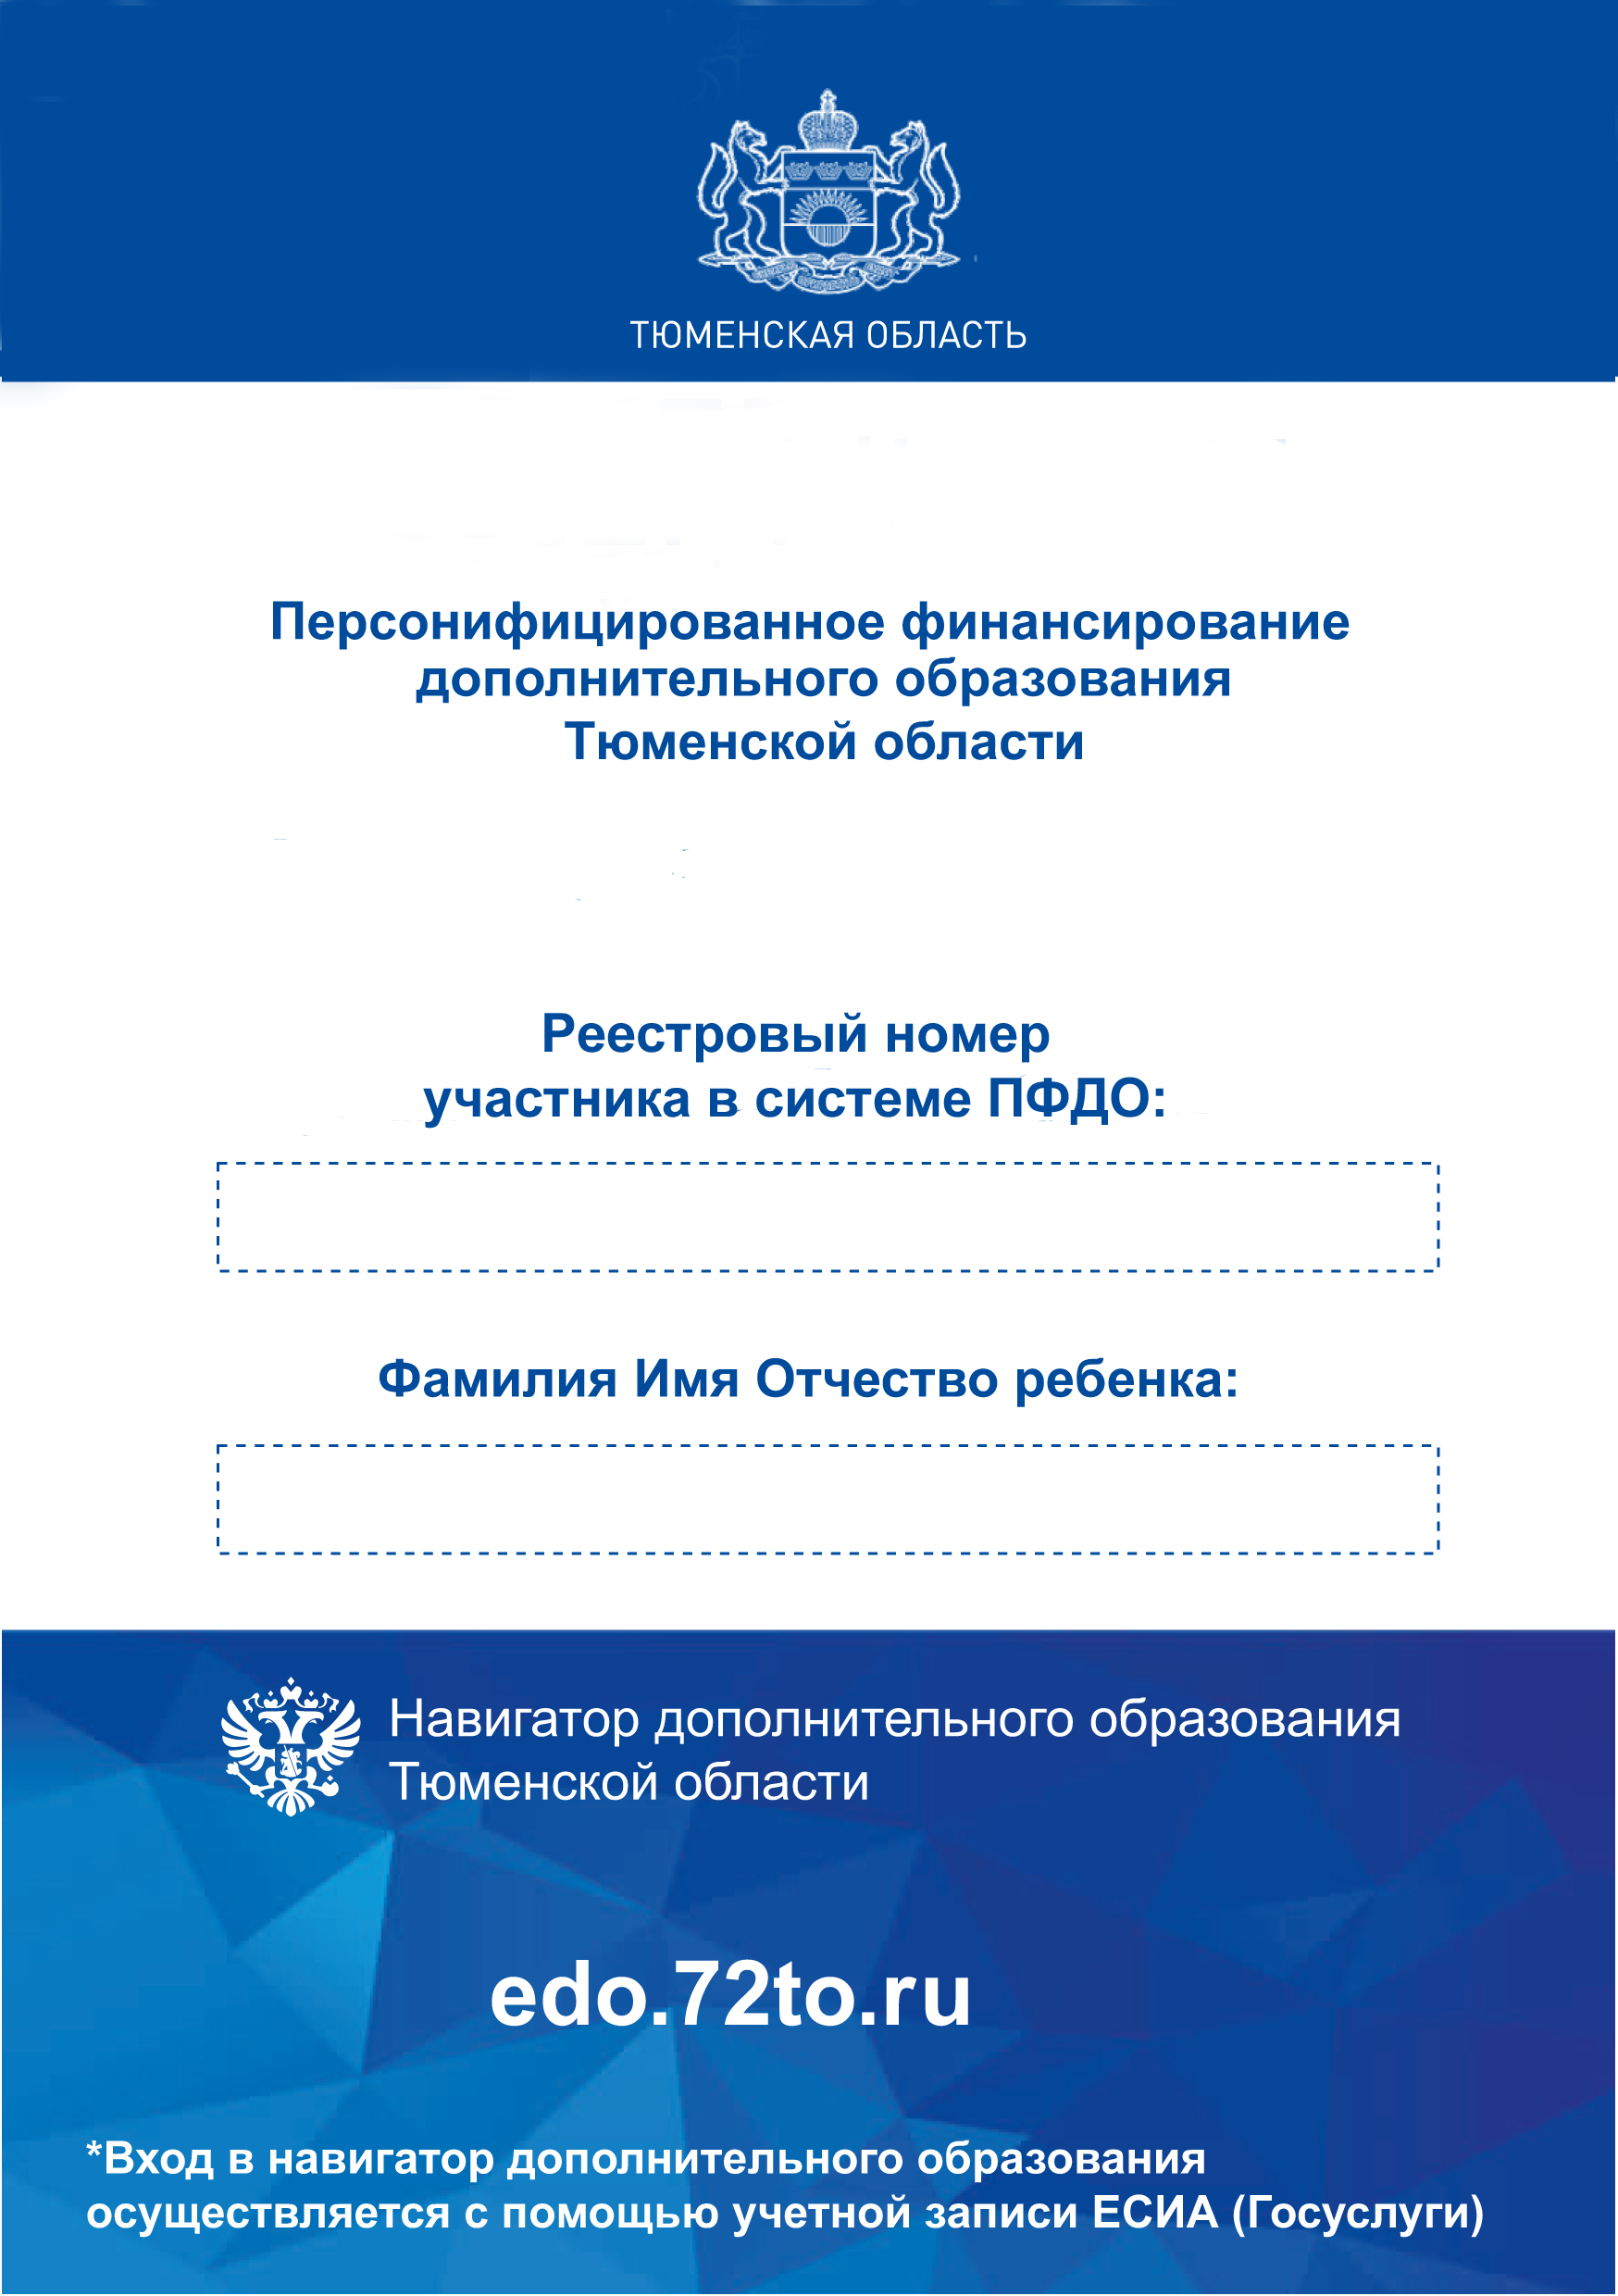 ТЮМЕНСКАЯ ОБЛАСТЬ
Персонифицированное финансирование
дополнительного образования
Тюменской области
Реестровый номер
участника в системе ПФДО:
Фамилия Имя Отчество ребенка:
Навигатор дополнительного образования
Тюменской области
edo.72to.ru
*Вход в навигатор дополнительного образования
осуществляется с помощью учетной записи ЕСИА (Госуслуги)